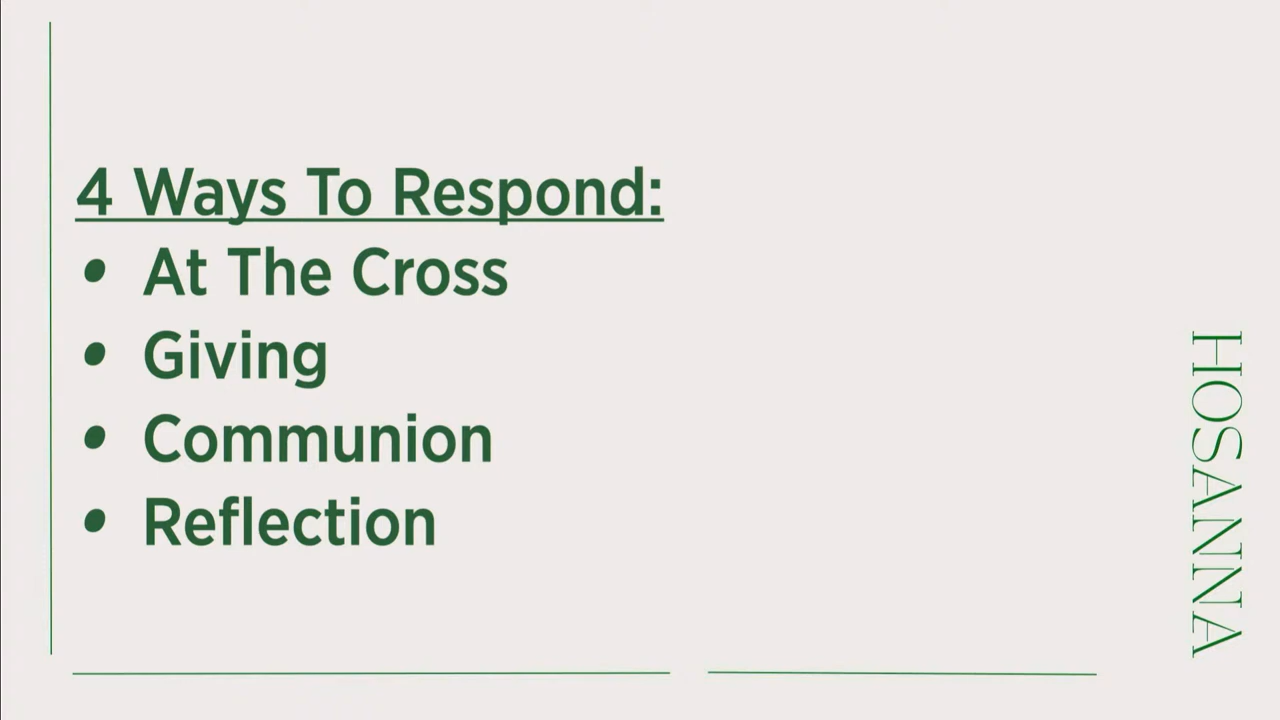 4 Ways To Respond:
• At The Cross
• Giving
• Communion
• Reflection
HOSANNA